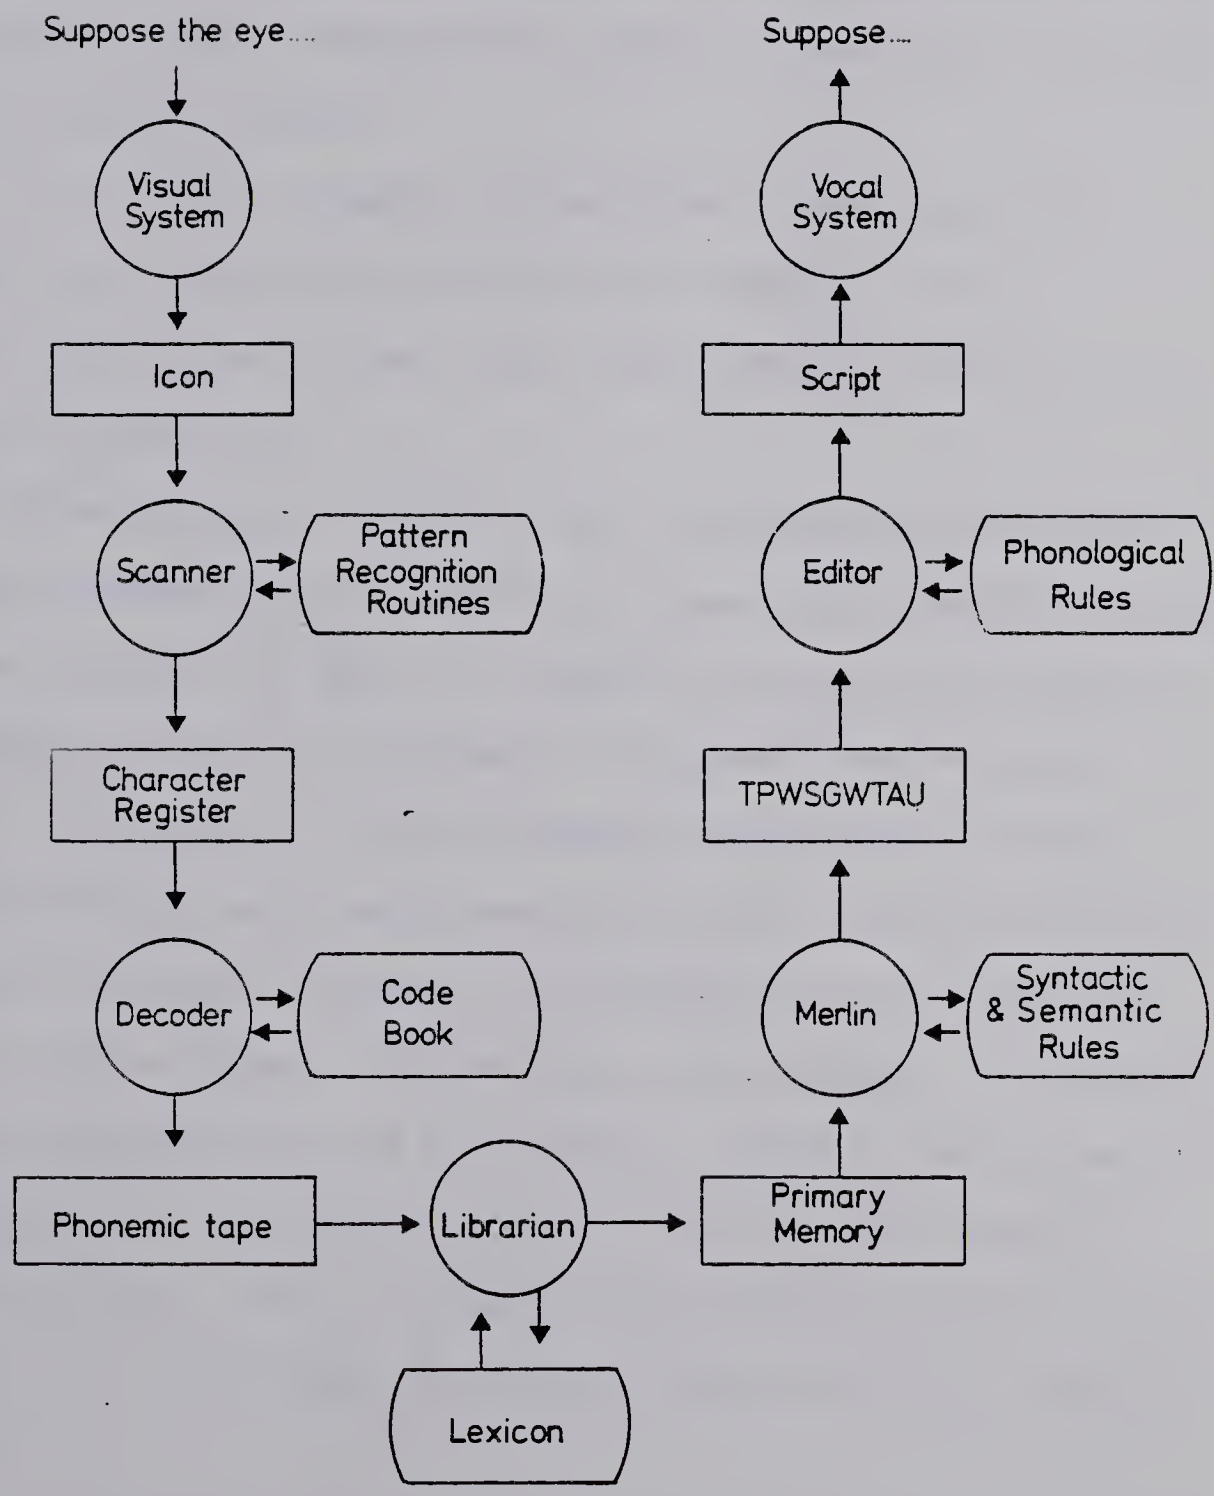 Suppose the eye....
Visual
System
Icon
Scanner
Pattern
Recognition
Routines
Character
Register
Decoder
Code
Book
Phonemic tape
Librarian
Lexicon
Primary
Memory
Merlin
Syntactic
& Semantic
Rules
TPWSGWTAU
Editor
Phonological
Rules
Script
Vocal
System
Suppose....